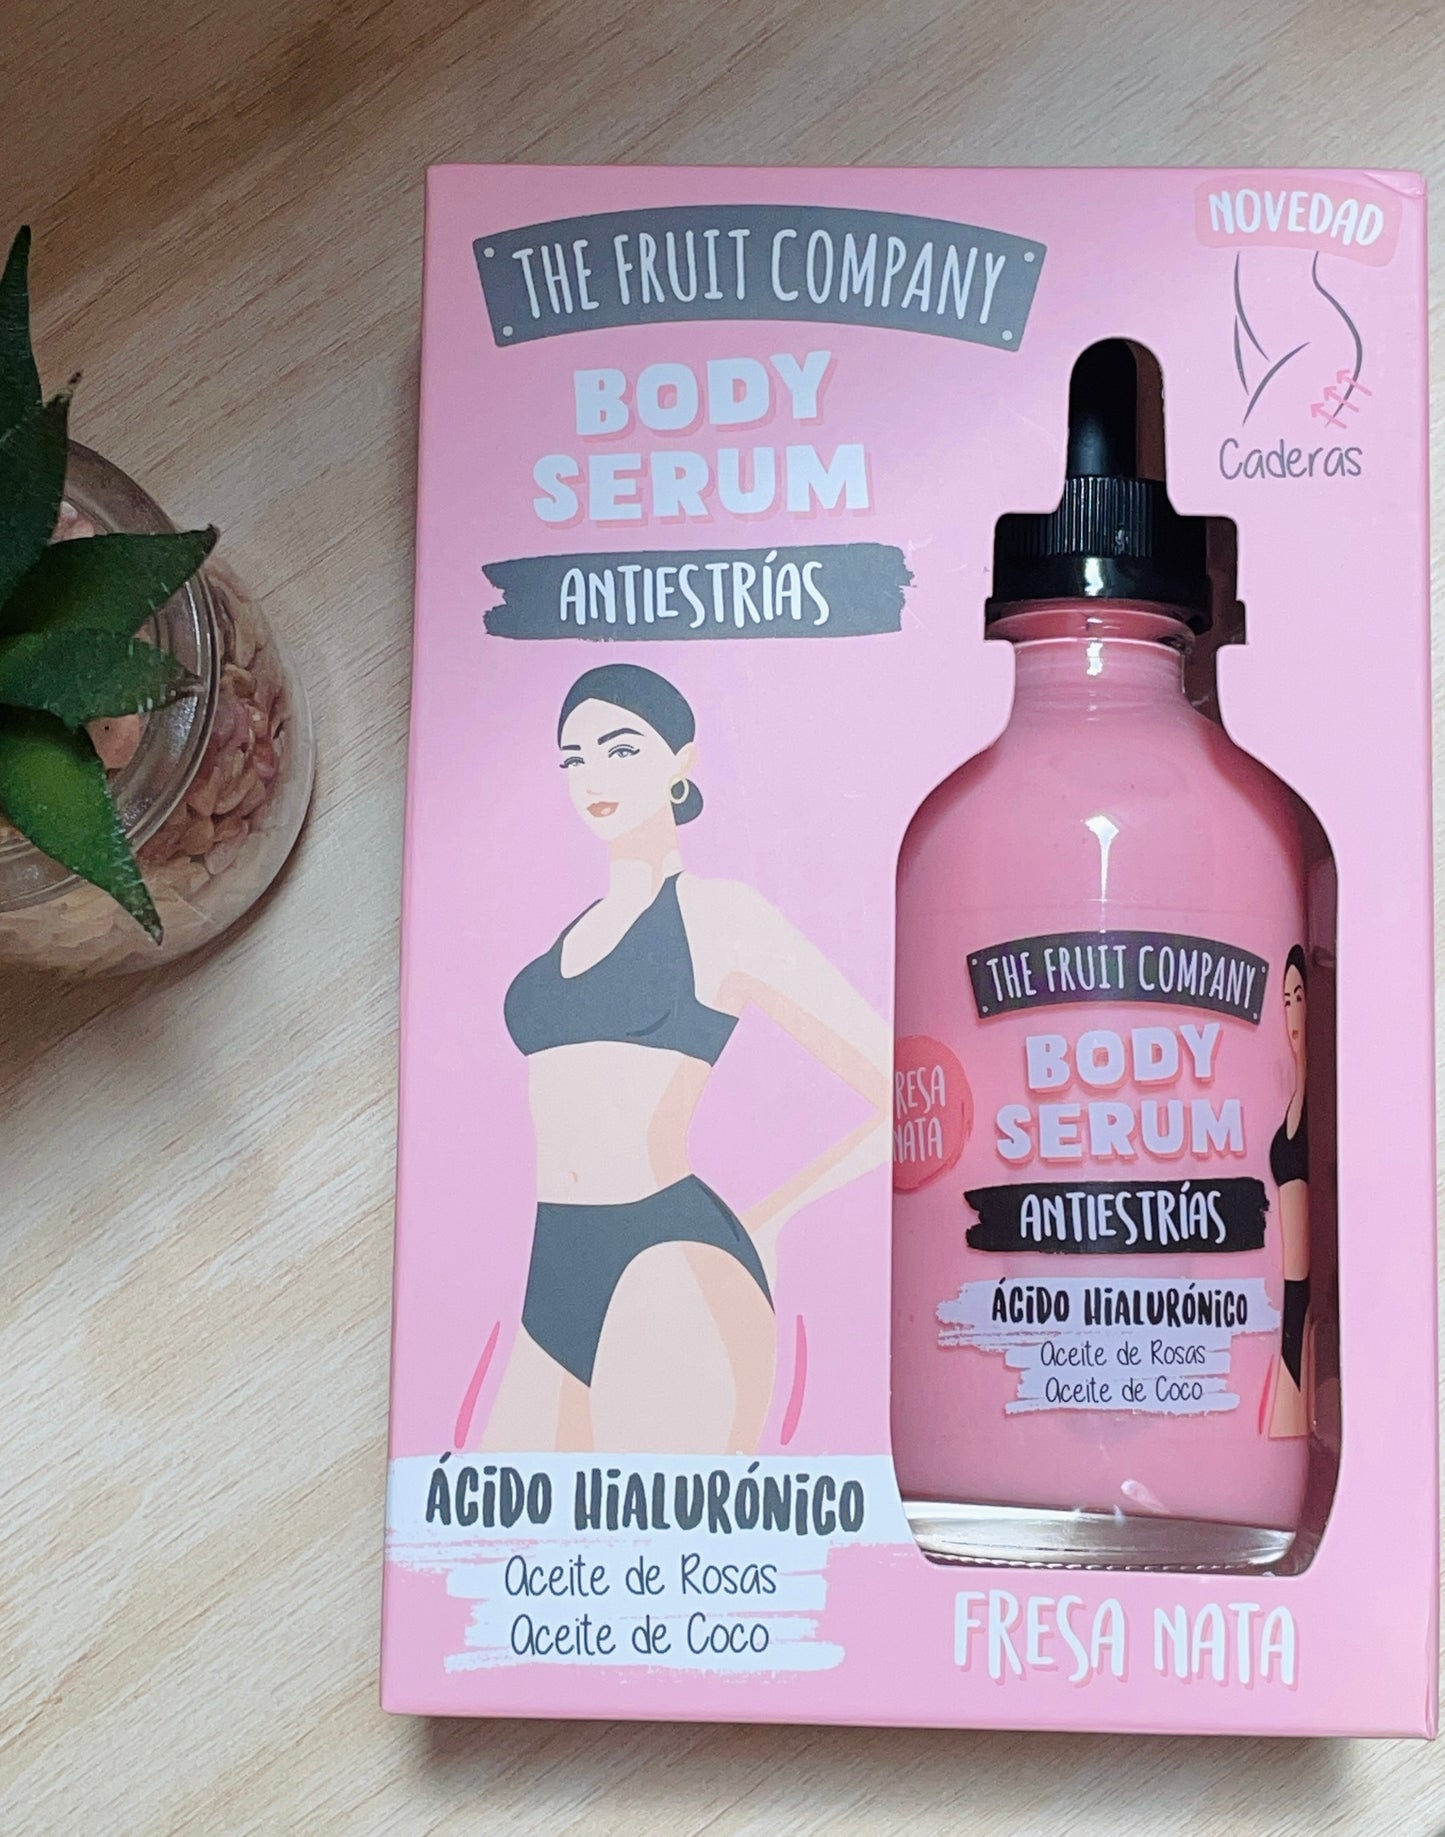 THE FRUIT COMPANY
BODY
SERUM
ANTIESTRÍAS
NOVEDAD
Caderas
ÁCIDO HIALURÓNICO
Aceite de Rosas
Aceite de Coco
FRESA NATA
THE FRUIT COMPANY
BODY
SERUM
ANTIESTRÍAS
ÁCIDO HIALURÓNICO
Aceite de Rosas
Aceite de Coco
RESA
NATA